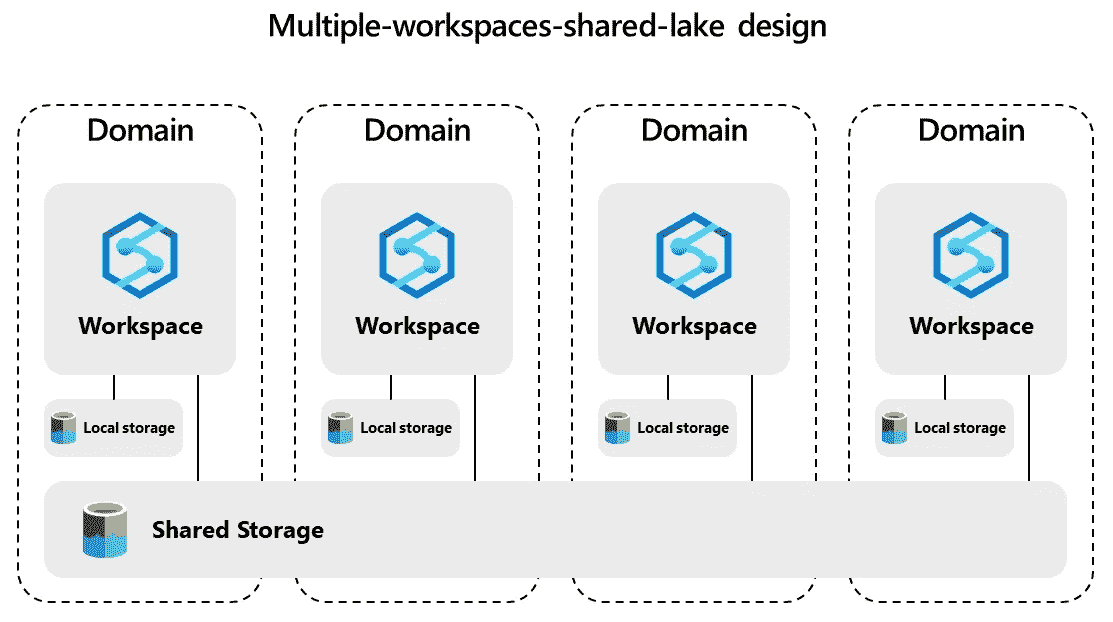 Multiple-workspaces-shared-lake design
Domain
Domain
Domain
Domain
Workspace
Workspace
Workspace
Workspace
Local storage
Local storage
Local storage
Local storage
Shared Storage